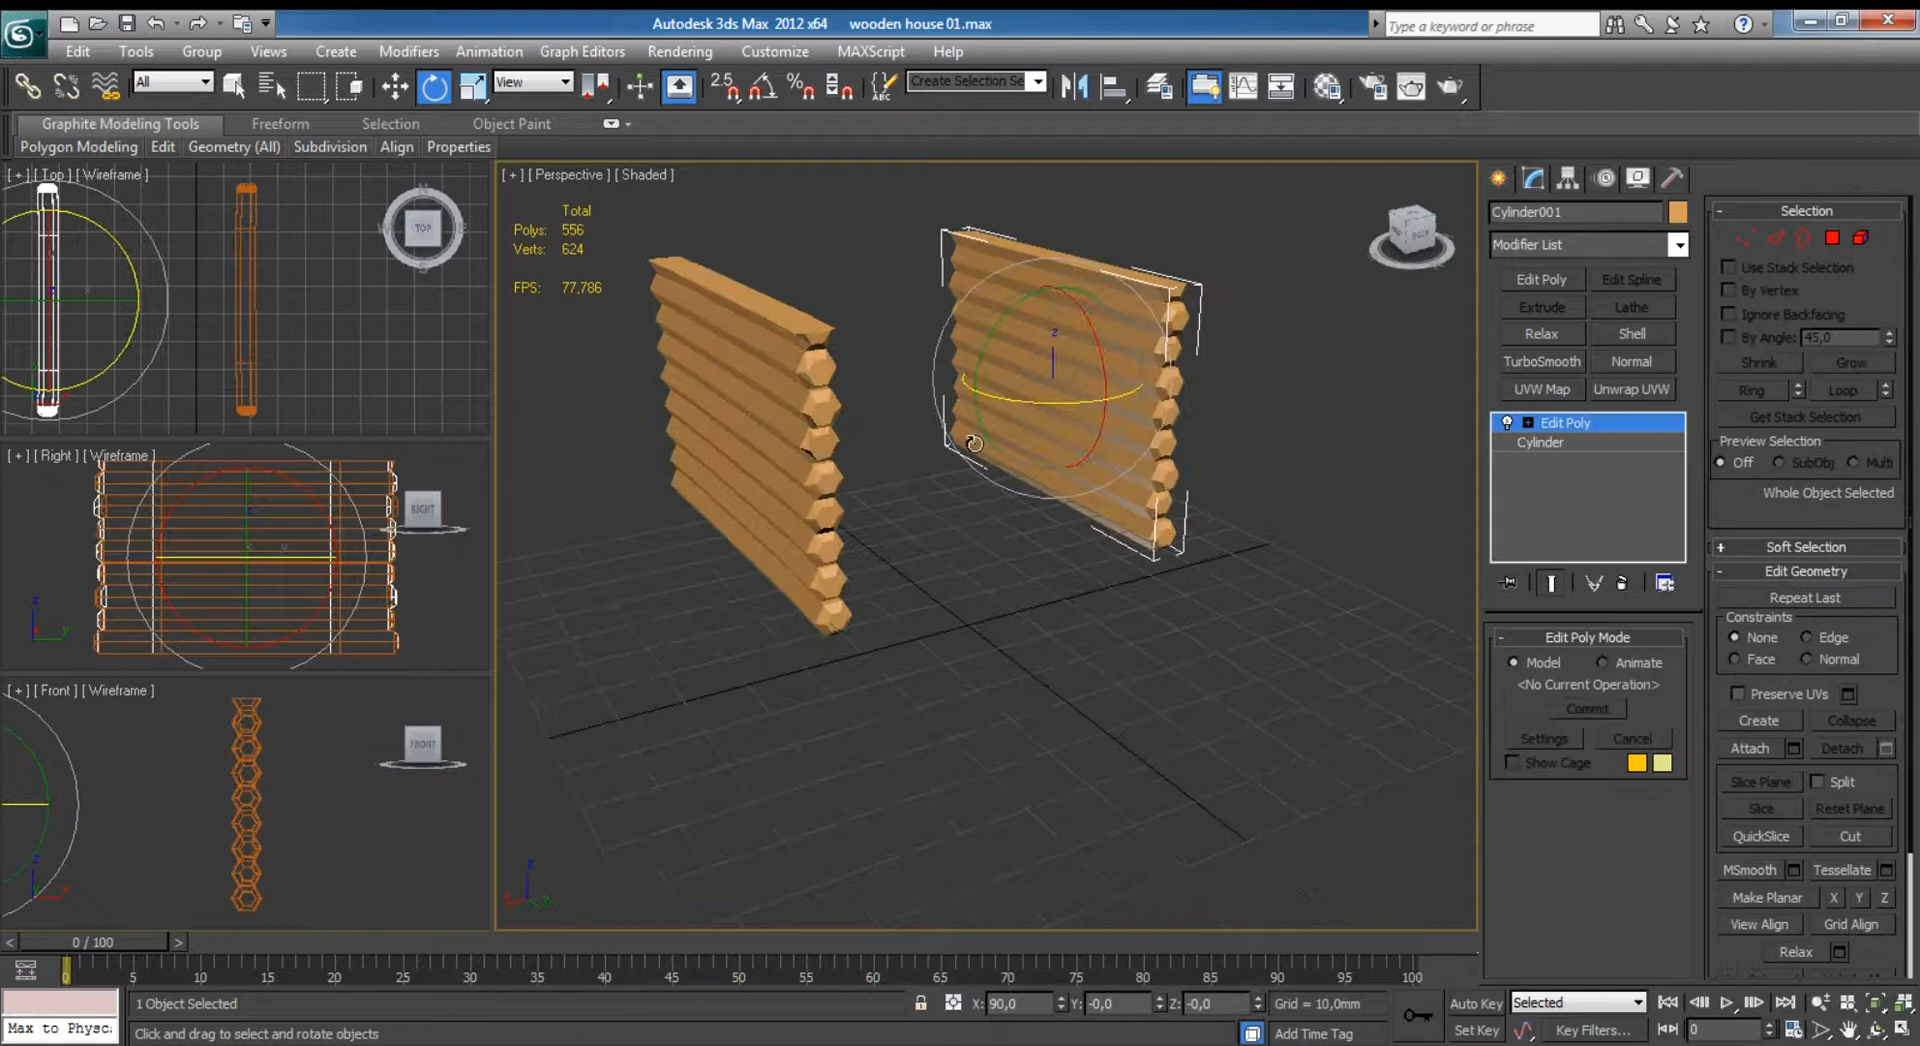 Autodesk 3ds Max 2012 x64 wooden house 01.max
Type a keyword or phrase
Edit Tools Group Views Create Modifiers Animation Graph Editors Rendering Customize MAXScript Help
All View 2.5 ABC Create Selection Se
Graphite Modeling Tools Freeform Selection Object Paint
Polygon Modeling Edit Geometry (All) Subdivision Align Properties
[ + ] [ Top ] [ Wireframe ]
N
TOP
E
S
x
[ + ] [ Right ] [ Wireframe ]
RIGHT
z
y
[ + ] [ Front ] [ Wireframe ]
FRONT
z
x
[ + ] [ Perspective ] [ Shaded ]
Total
Polys: 556
Verts: 624
FPS: 77,786
BACK
z
Cylinder001
Modifier List
Edit Poly Edit Spline
Extrude Lathe
Relax Shell
TurboSmooth Normal
UVW Map Unwrap UVW
Edit Poly
Cylinder
- Edit Poly Mode
Model Animate
<No Current Operation>
Commit
Settings Cancel
Show Cage
- Selection
Use Stack Selection
By Vertex
Ignore Backfacing
By Angle: 45,0
Shrink Grow
Ring Loop
Get Stack Selection
Preview Selection
Off SubObj Multi
Whole Object Selected
+ Soft Selection
- Edit Geometry
Repeat Last
Constraints
None Edge
Face Normal
Preserve UVs
Create Collapse
Attach Detach
Slice Plane Split
Slice Reset Plane
QuickSlice Cut
MSmooth Tessellate
Make Planar X Y Z
View Align Grid Align
Relax
< 0 / 100 >
0 5 10 15 20 25 30 35 40 45 50 55 60 65 70 75 80 85 90 95 100
1 Object Selected X: 90,0 Y: -0,0 Z: -0,0 Grid = 10,0mm Auto Key Selected
Max to Physc: Click and drag to select and rotate objects Add Time Tag Set Key Key Filters... 0